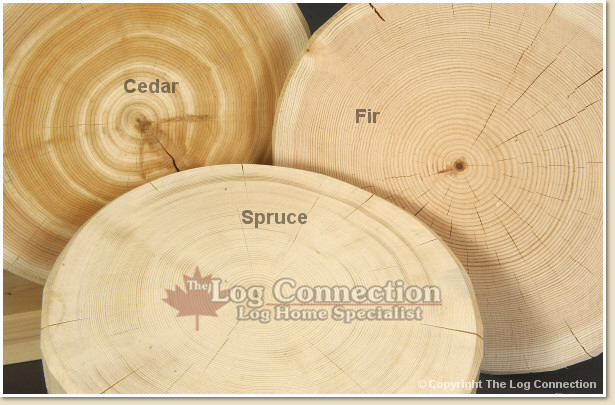 Cedar
Fir
Spruce
The Log Connection
Log Home Specialist
© Copyright The Log Connection